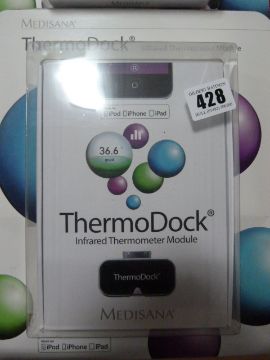 MEDISANA
ThermoDock®
Infrared Thermometer Module
428
iPod iPhone iPad
36.6°
good
ThermoDock®
Infrared Thermometer Module
ThermoDock®
MEDISANA®
iPod iPhone iPad